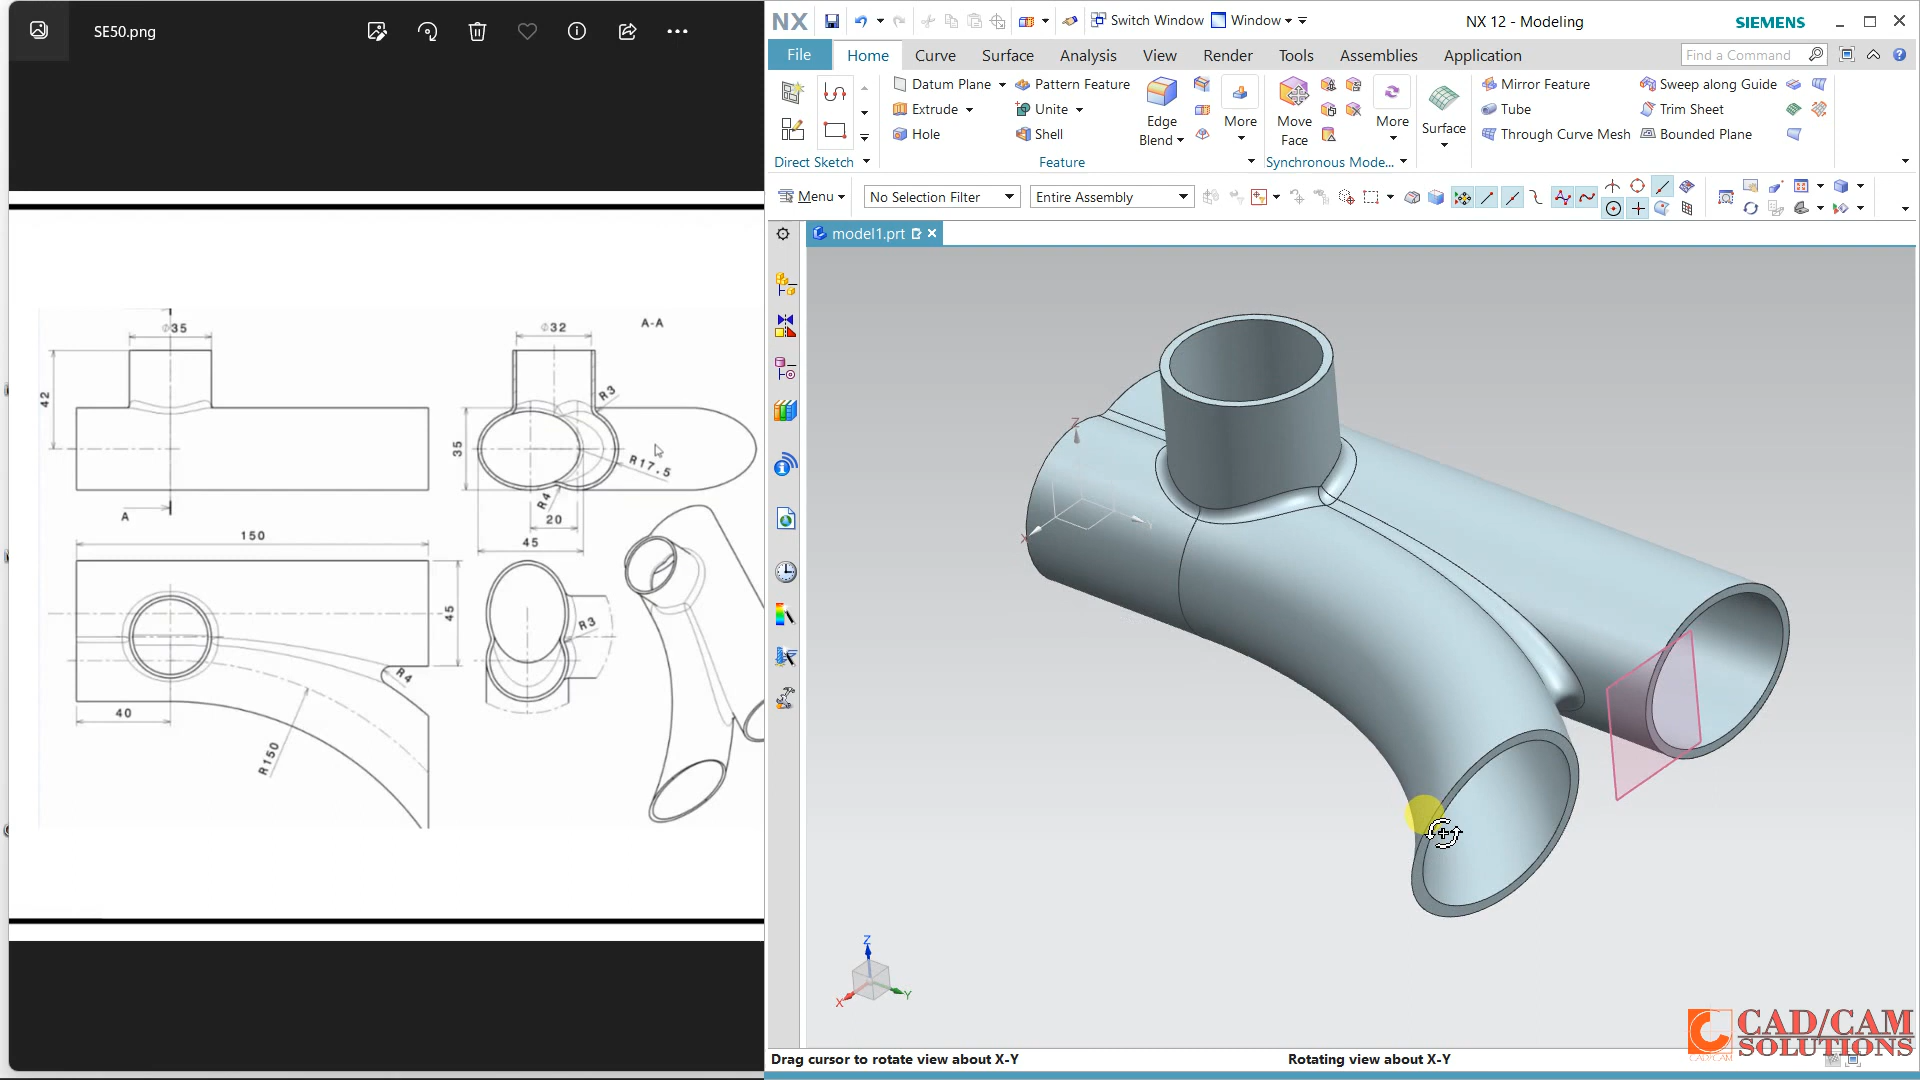 SE50.png
NX
Switch Window
Window
NX 12 - Modeling
SIEMENS
File
Home
Curve
Surface
Analysis
View
Render
Tools
Assemblies
Application
Find a Command
Datum Plane
Pattern Feature
Extrude
Unite
Hole
Shell
Edge
Blend
More
Move
Face
More
Surface
Mirror Feature
Sweep along Guide
Tube
Trim Sheet
Through Curve Mesh
Bounded Plane
Direct Sketch
Feature
Synchronous Mode...
Menu
No Selection Filter
Entire Assembly
model1.prt
Ø35
Ø32
A-A
42
R3
35
R17.5
R4
A
20
45
150
45
R3
R4
40
R150
Z
X
Y
Z
X
Y
Drag cursor to rotate view about X-Y
Rotating view about X-Y
CAD/CAM
SOLUTIONS
CAD/CAM